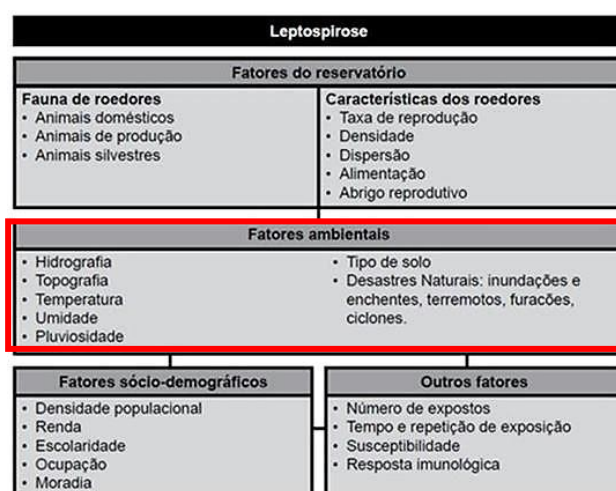 Leptospirose
Fatores do reservatório
Fauna de roedores
• Animais domésticos
• Animais de produção
• Animais silvestres
Características dos roedores
• Taxa de reprodução
• Densidade
• Dispersão
• Alimentação
• Abrigo reprodutivo
Fatores ambientais
• Hidrografia
• Topografia
• Temperatura
• Umidade
• Pluviosidade
• Tipo de solo
• Desastres Naturais: inundações e
enchentes, terremotos, furacões,
ciclones.
Fatores sócio-demográficos
• Densidade populacional
• Renda
• Escolaridade
• Ocupação
• Moradia
Outros fatores
• Número de expostos
• Tempo e repetição de exposição
• Susceptibilidade
• Resposta imunológica